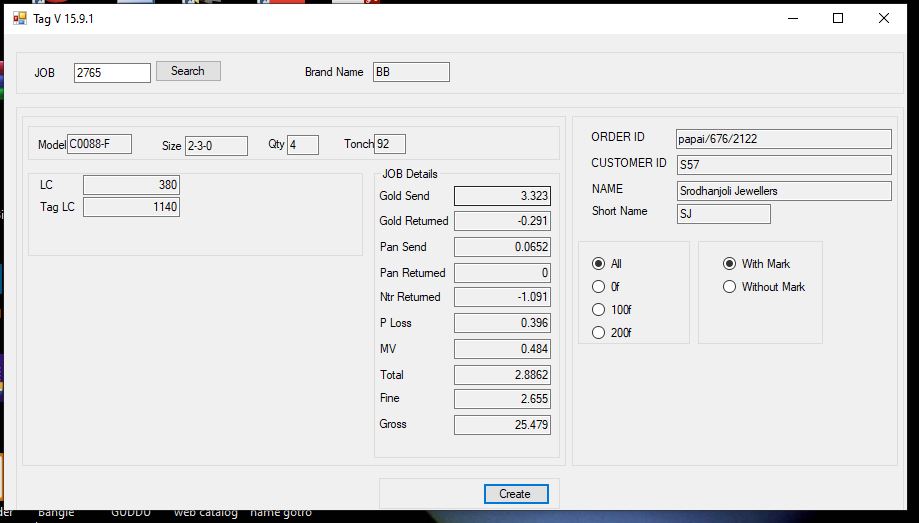 Tag V 15.9.1
JOB 2765 Search Brand Name BB
Model C0088-F Size 2-3-0 Qty 4 Tonch 92
LC 380
Tag LC 1140
JOB Details
Gold Send 3.323
Gold Returned -0.291
Pan Send 0.0652
Pan Returned 0
Ntr Returned -1.091
P Loss 0.396
MV 0.484
Total 2.8862
Fine 2.655
Gross 25.479
ORDER ID papai/676/2122
CUSTOMER ID S57
NAME Srodhanjoli Jewellers
Short Name SJ
All
0f
100f
200f
With Mark
Without Mark
Create
Bangle GUDDU web catalog name gotro